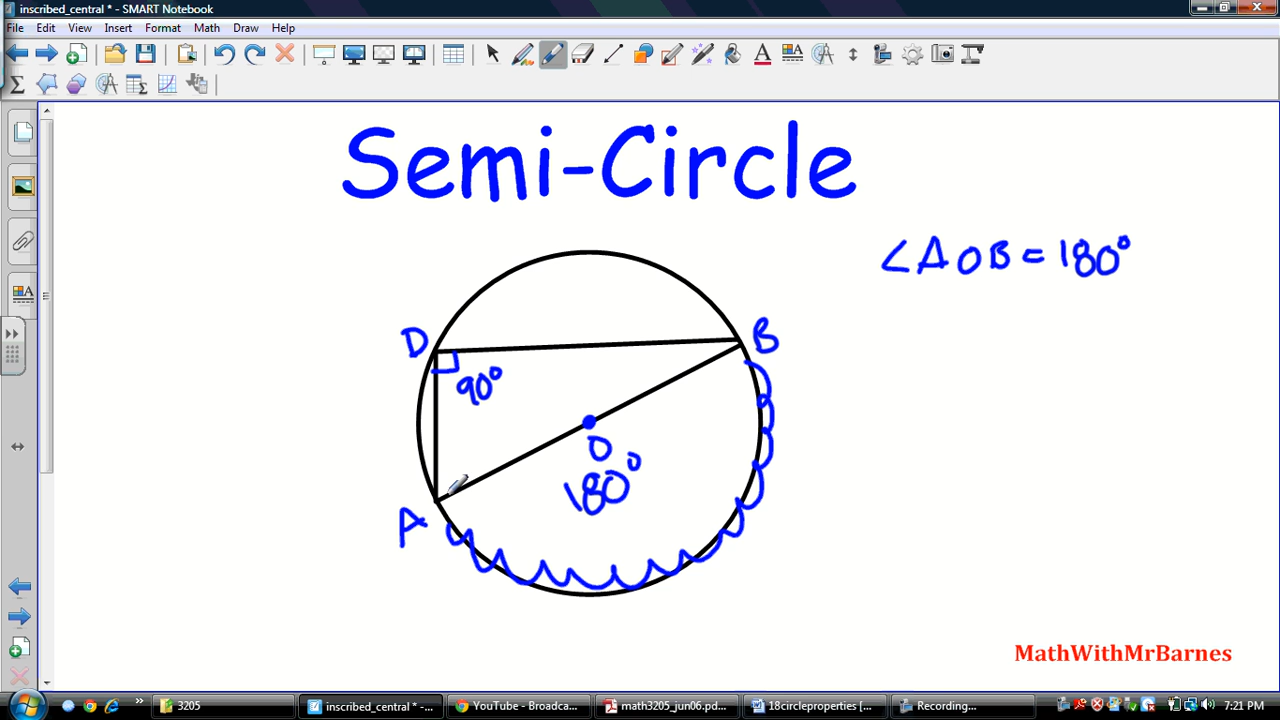 inscribed_central * - SMART Notebook
File Edit View Insert Format Math Draw Help
Semi-Circle
∠AOB = 180°
D
B
90°
O
180°
A
MathWithMrBarnes
3205
inscribed_central * -...
YouTube - Broadca...
math3205_jun06.pd...
18circleproperties [...
Recording...
7:21 PM